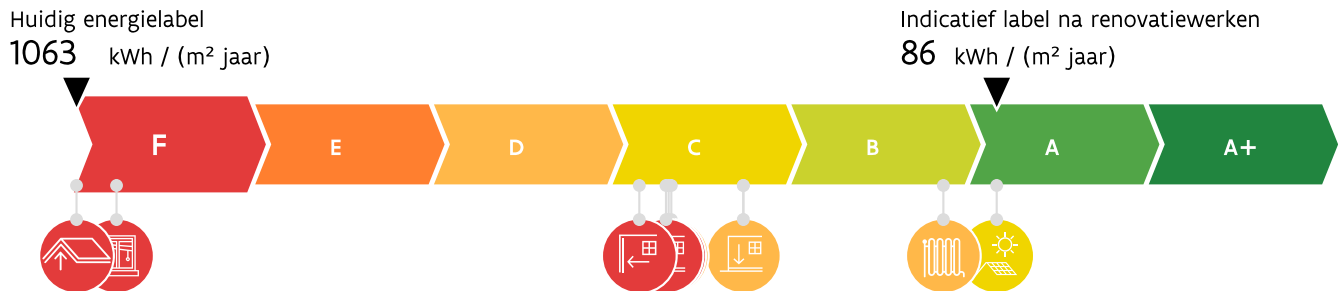 Huidig energielabel
1063 kWh / (m² jaar)
Indicatief label na renovatiewerken
86 kWh / (m² jaar)
F E D C B A A+